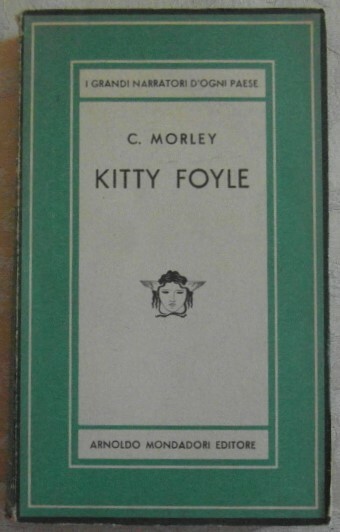 I GRANDI NARRATORI D'OGNI PAESE
C. MORLEY
KITTY FOYLE
ARNOLDO MONDADORI EDITORE